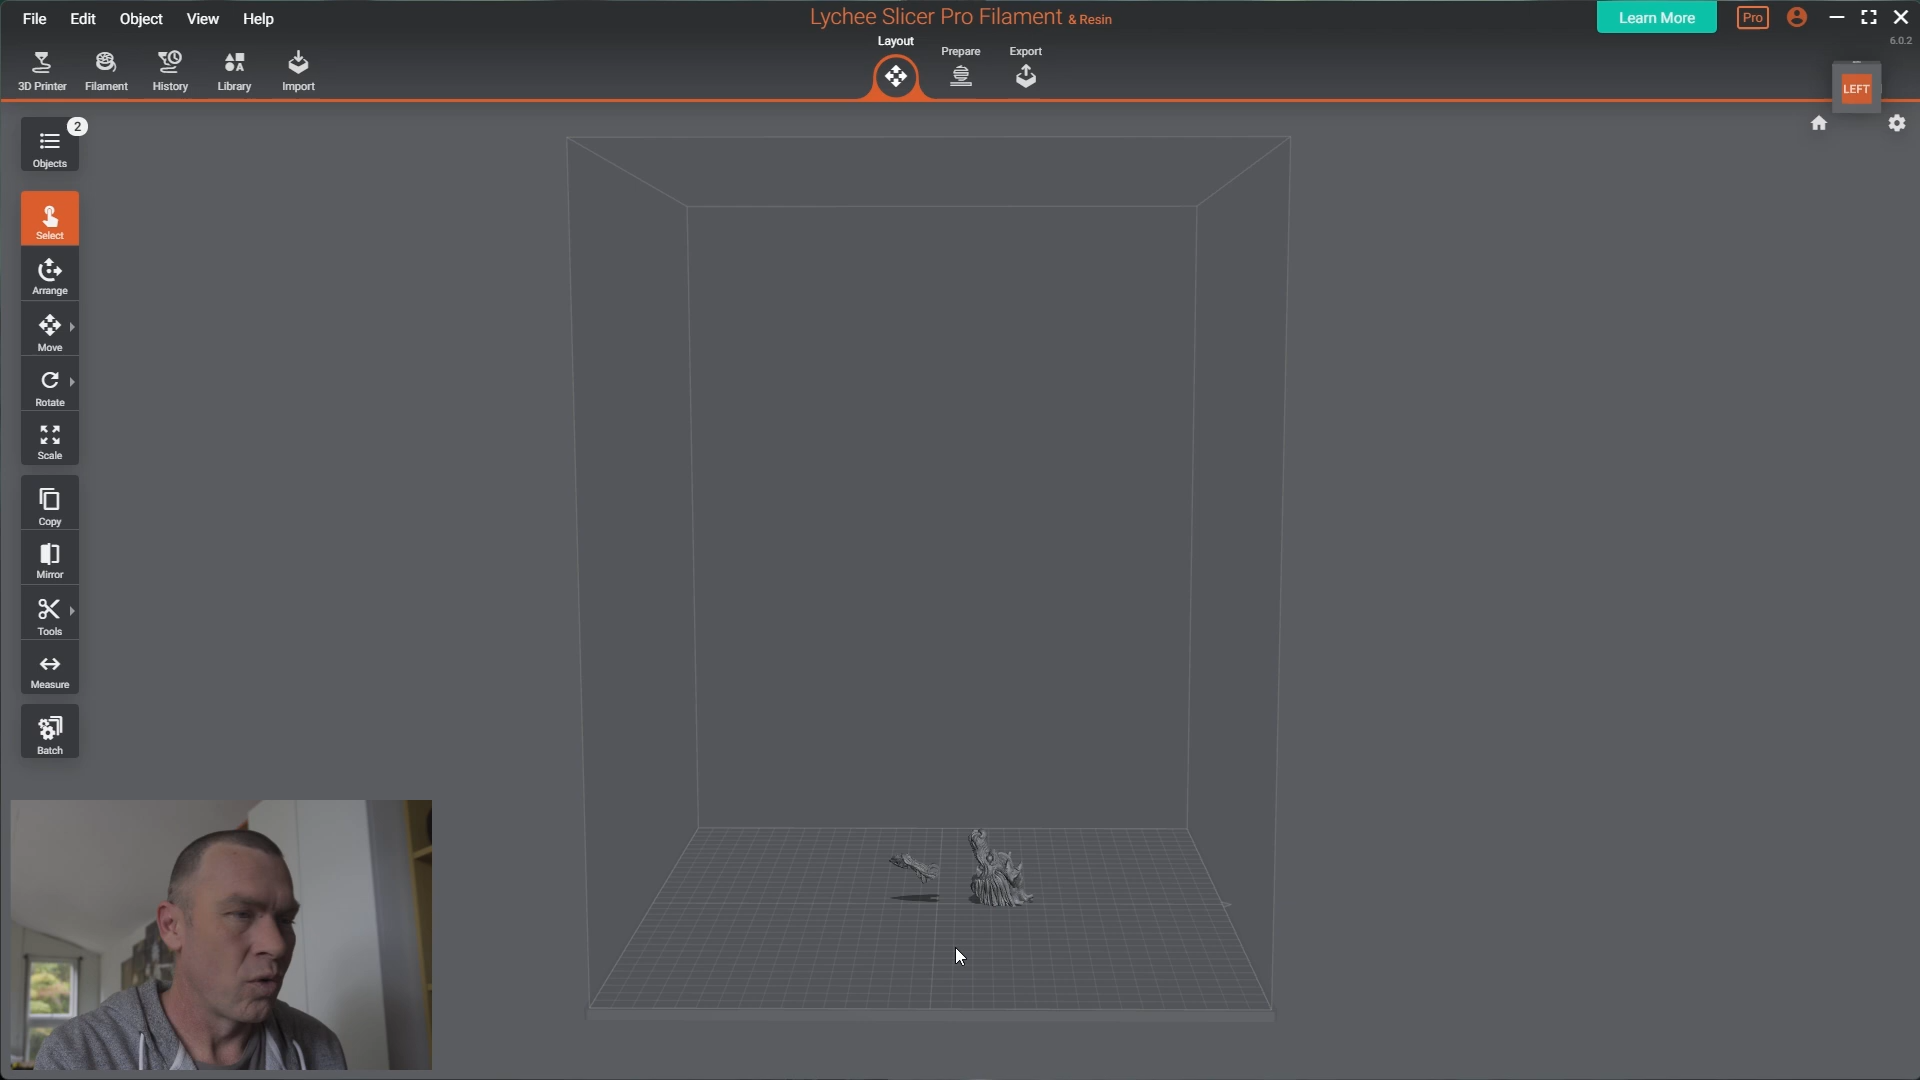 File Edit Object View Help
Lychee Slicer Pro Filament & Resin
Learn More
Pro
6.0.2
3D Printer
Filament
History
Library
Import
Layout
Prepare
Export
LEFT
2
Objects
Select
Arrange
Move
Rotate
Scale
Copy
Mirror
Tools
Measure
Batch